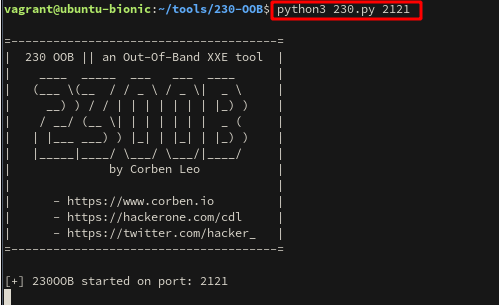 vagrant@ubuntu-bionic:~/tools/230-OOB$ python3 230.py 2121
=-------------------------------------=
|  230 OOB || an Out-Of-Band XXE tool  |
|    ____  _____  ___   ___  ____      |
|   (___ \(__  / / _ \ / _ \|  _ \     |
|     __) ) / / | | | | | | | |_) )    |
|    / __/ (__ \| | | | | | |  _ (     |
|   | |___ ___) ) |_| | |_| | |_) )    |
|   |_____|____/ \___/ \___/|____/     |
|            by Corben Leo             |
|                                      |
|      - https://www.corben.io         |
|      - https://hackerone.com/cdl     |
|      - https://twitter.com/hacker_   |
=-------------------------------------=
[+] 230OOB started on port: 2121